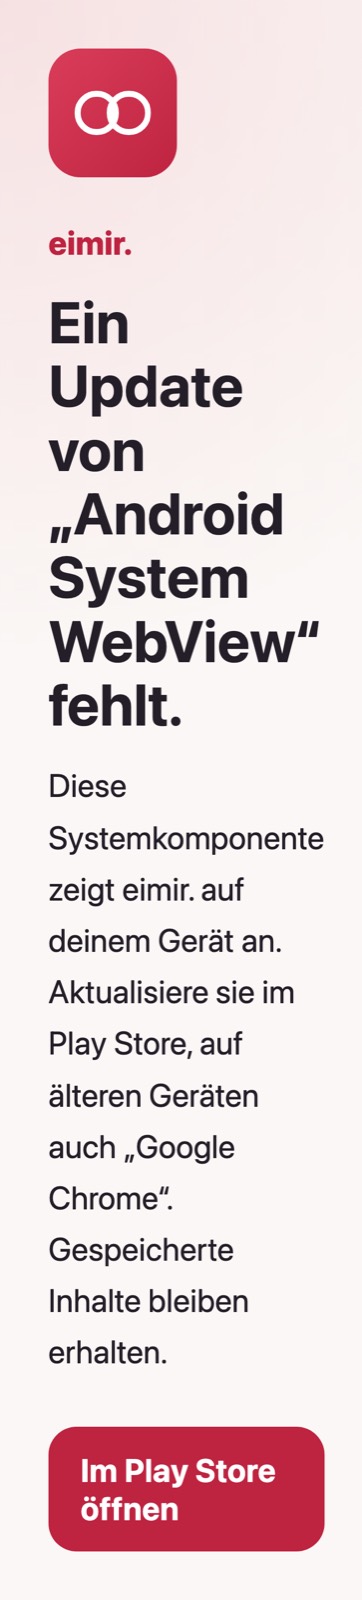 eimir.
Ein
Update
von
„Android
System
WebView“
fehlt.
Diese
Systemkomponente
zeigt eimir. auf
deinem Gerät an.
Aktualisiere sie im
Play Store, auf
älteren Geräten
auch „Google
Chrome“.
Gespeicherte
Inhalte bleiben
erhalten.
Im Play Store
öffnen